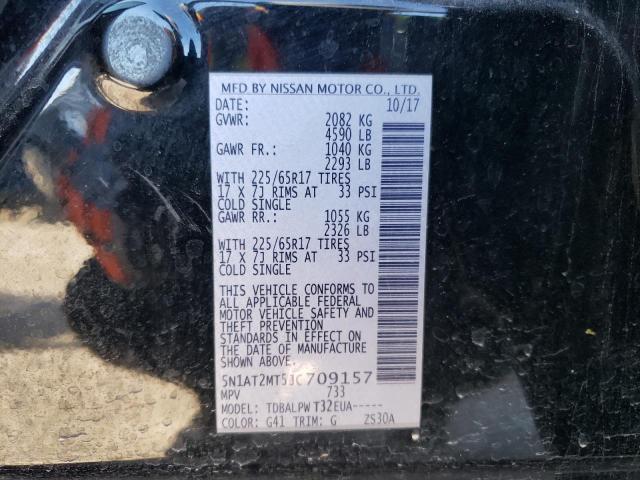 MFD BY NISSAN MOTOR CO., LTD.
DATE: 10/17
GVWR: 2082 KG
4590 LB
GAWR FR.: 1040 KG
2293 LB
WITH 225/65R17 TIRES
17 X 7J RIMS AT 33 PSI
COLD SINGLE
GAWR RR.: 1055 KG
2326 LB
WITH 225/65R17 TIRES
17 X 7J RIMS AT 33 PSI
COLD SINGLE
THIS VEHICLE CONFORMS TO
ALL APPLICABLE FEDERAL
MOTOR VEHICLE SAFETY AND
THEFT PREVENTION
STANDARDS IN EFFECT ON
THE DATE OF MANUFACTURE
SHOWN ABOVE.
5N1AT2MT5JC709157
MPV 733
MODEL: TDBALPW T32EUA-----
COLOR: G41 TRIM: G ZS30A